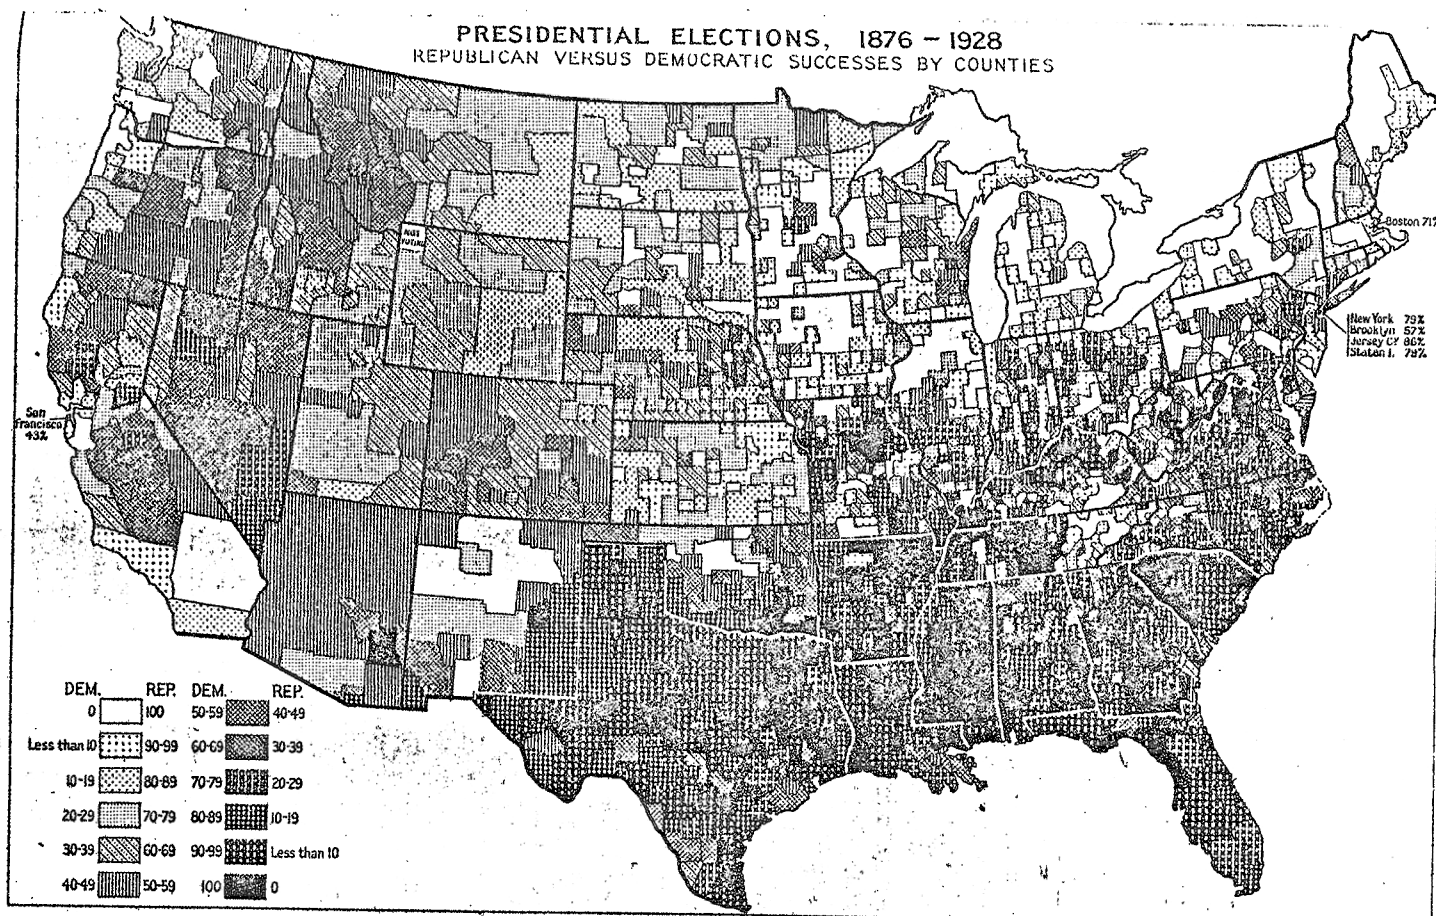 PRESIDENTIAL ELECTIONS, 1876 – 1928
REPUBLICAN VERSUS DEMOCRATIC SUCCESSES BY COUNTIES
NOT VOTING
Boston 71%
New York 79%
Brooklyn 57%
Jersey CY 86%
Staten I. 79%
San
Francisco
43%
DEM. REP. DEM. REP.
0 100 50-59 40-49
Less than 10 90-99 60-69 30-39
10-19 80-89 70-79 20-29
20-29 70-79 80-89 10-19
30-39 60-69 90-99 Less than 10
40-49 50-59 100 0